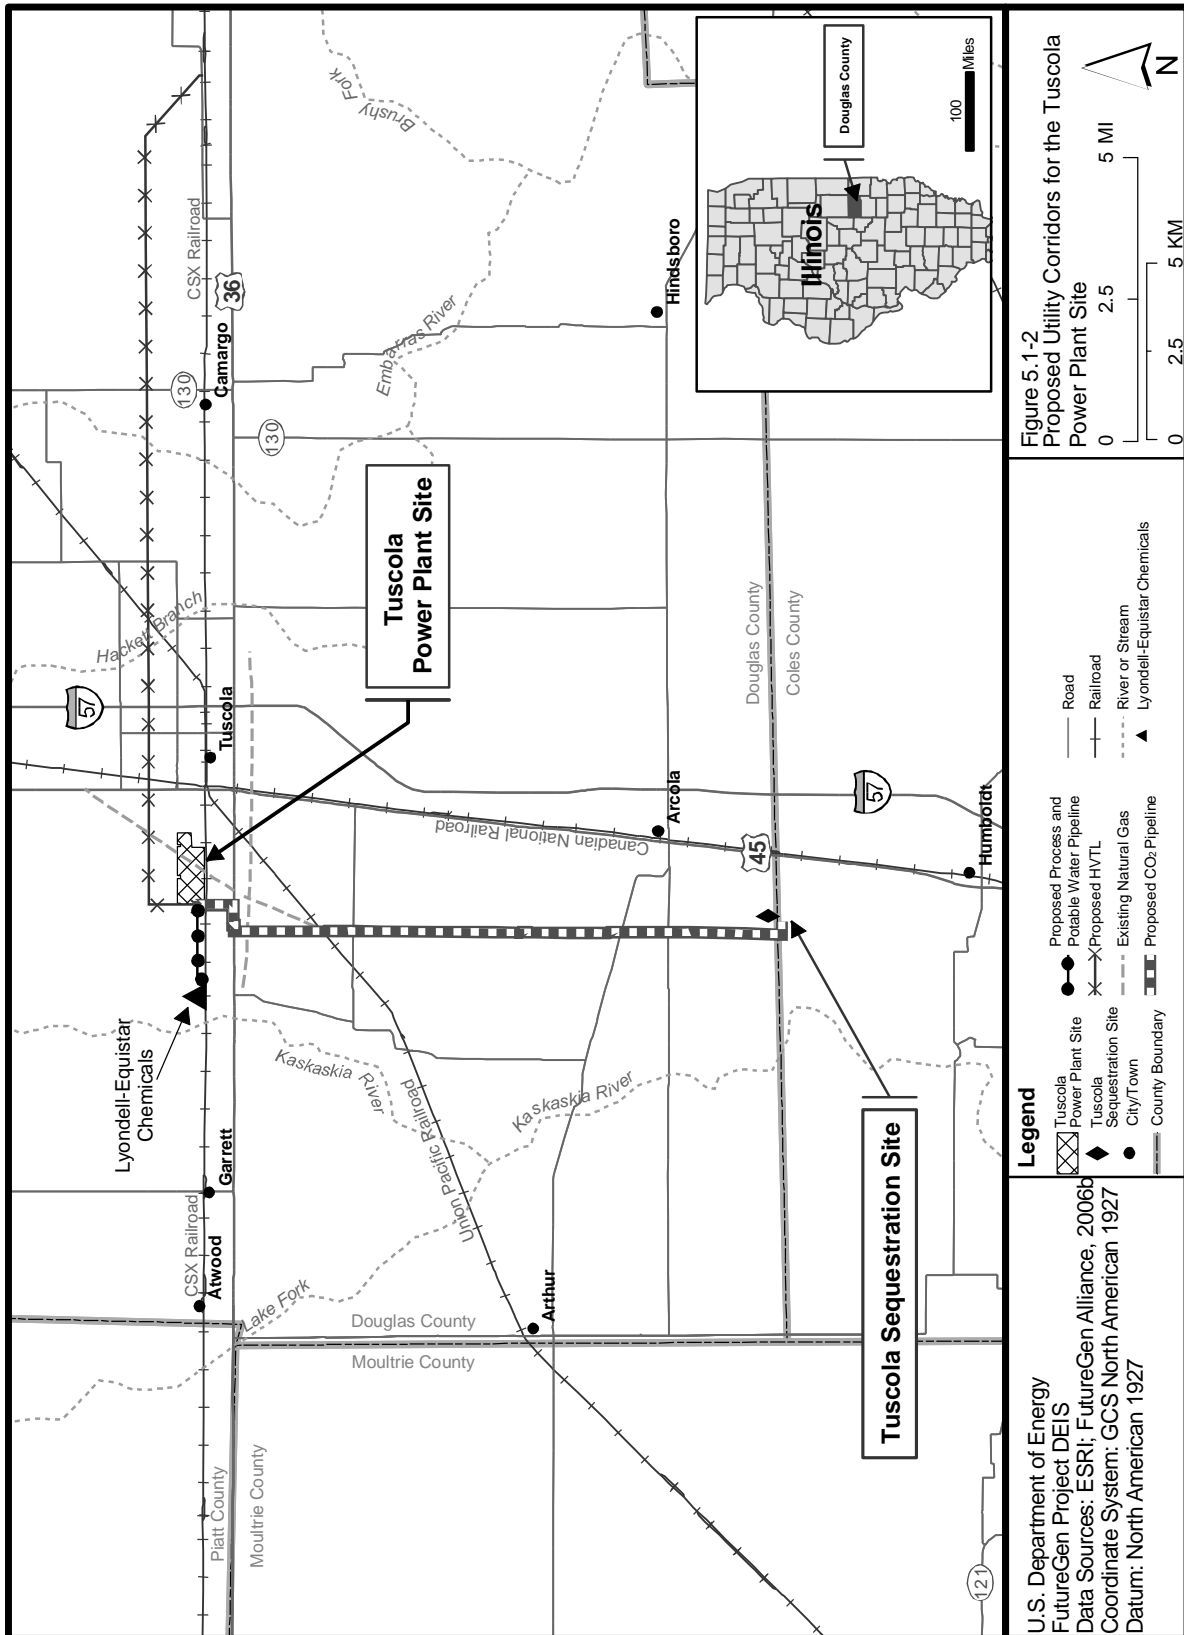 Brushy
Fork
CSX Railroad
36
Camargo
130
130
Embarras River
Hindsboro
Tuscola
Power Plant Site
Hackett Branch
57
Tuscola
Canadian National Railroad
Arcola
45
57
Humboldt
Douglas County
Coles County
Lyondell-Equistar
Chemicals
Kaskaskia
River
Kaskaskia River
Union Pacific Railroad
Garrett
CSX Railroad
Atwood
Lake Fork
Arthur
Douglas County
Moultrie County
Piatt County
Moultrie County
Tuscola Sequestration Site
121
Illinois
Douglas County
100
Miles
U.S. Department of Energy
FutureGen Project DEIS
Data Sources: ESRI; FutureGen Alliance, 2006b
Coordinate System: GCS North American 1927
Datum: North American 1927
Legend
Tuscola
Power Plant Site
Tuscola
Sequestration Site
City/Town
County Boundary
Proposed Process and
Potable Water Pipeline
Proposed HVTL
Existing Natural Gas
Proposed CO2 Pipeline
Road
Railroad
River or Stream
Lyondell-Equistar Chemicals
Figure 5.1-2
Proposed Utility Corridors for the Tuscola
Power Plant Site
0 2.5 5 MI
0 2.5 5 KM
N